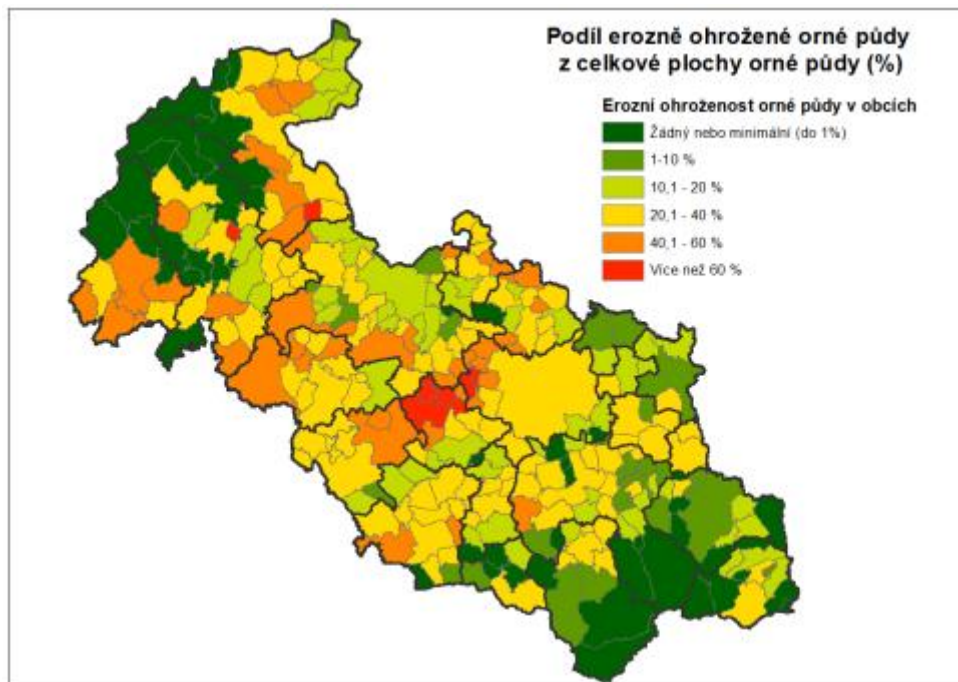 Podíl erozně ohrožené orné půdy
z celkové plochy orné půdy (%)
Erozní ohroženost orné půdy v obcích
Žádný nebo minimální (do 1%)
1-10 %
10,1 - 20 %
20,1 - 40 %
40,1 - 60 %
Více než 60 %